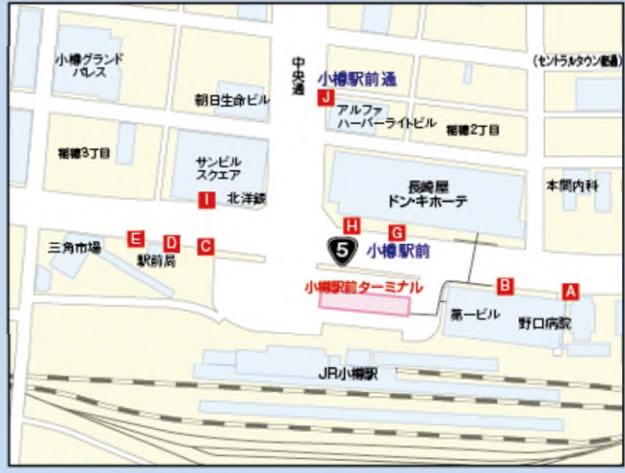 小樽グランド
パレス
中央通
(セントラルタウン都通)
小樽駅前通
J
朝日生命ビル
アルファ
ハーバーライトビル
稲穂2丁目
稲穂3丁目
サンビル
スクエア
長崎屋
ドン・キホーテ
本間内科
I
北洋銀
H
G
E
D
C
三角市場
駅前局
5
小樽駅前
小樽駅前ターミナル
B
A
第一ビル
野口病院
JR小樽駅